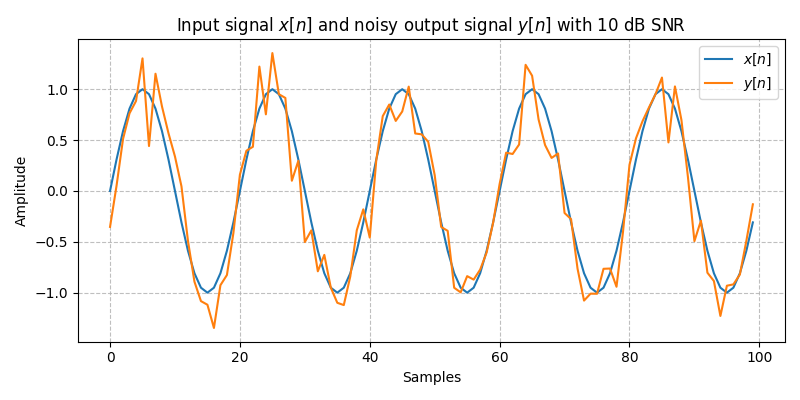 Input signal x[n] and noisy output signal y[n] with 10 dB SNR
x[n]
y[n]
1.0
0.5
0.0
−0.5
−1.0
Amplitude
0 20 40 60 80 100
Samples